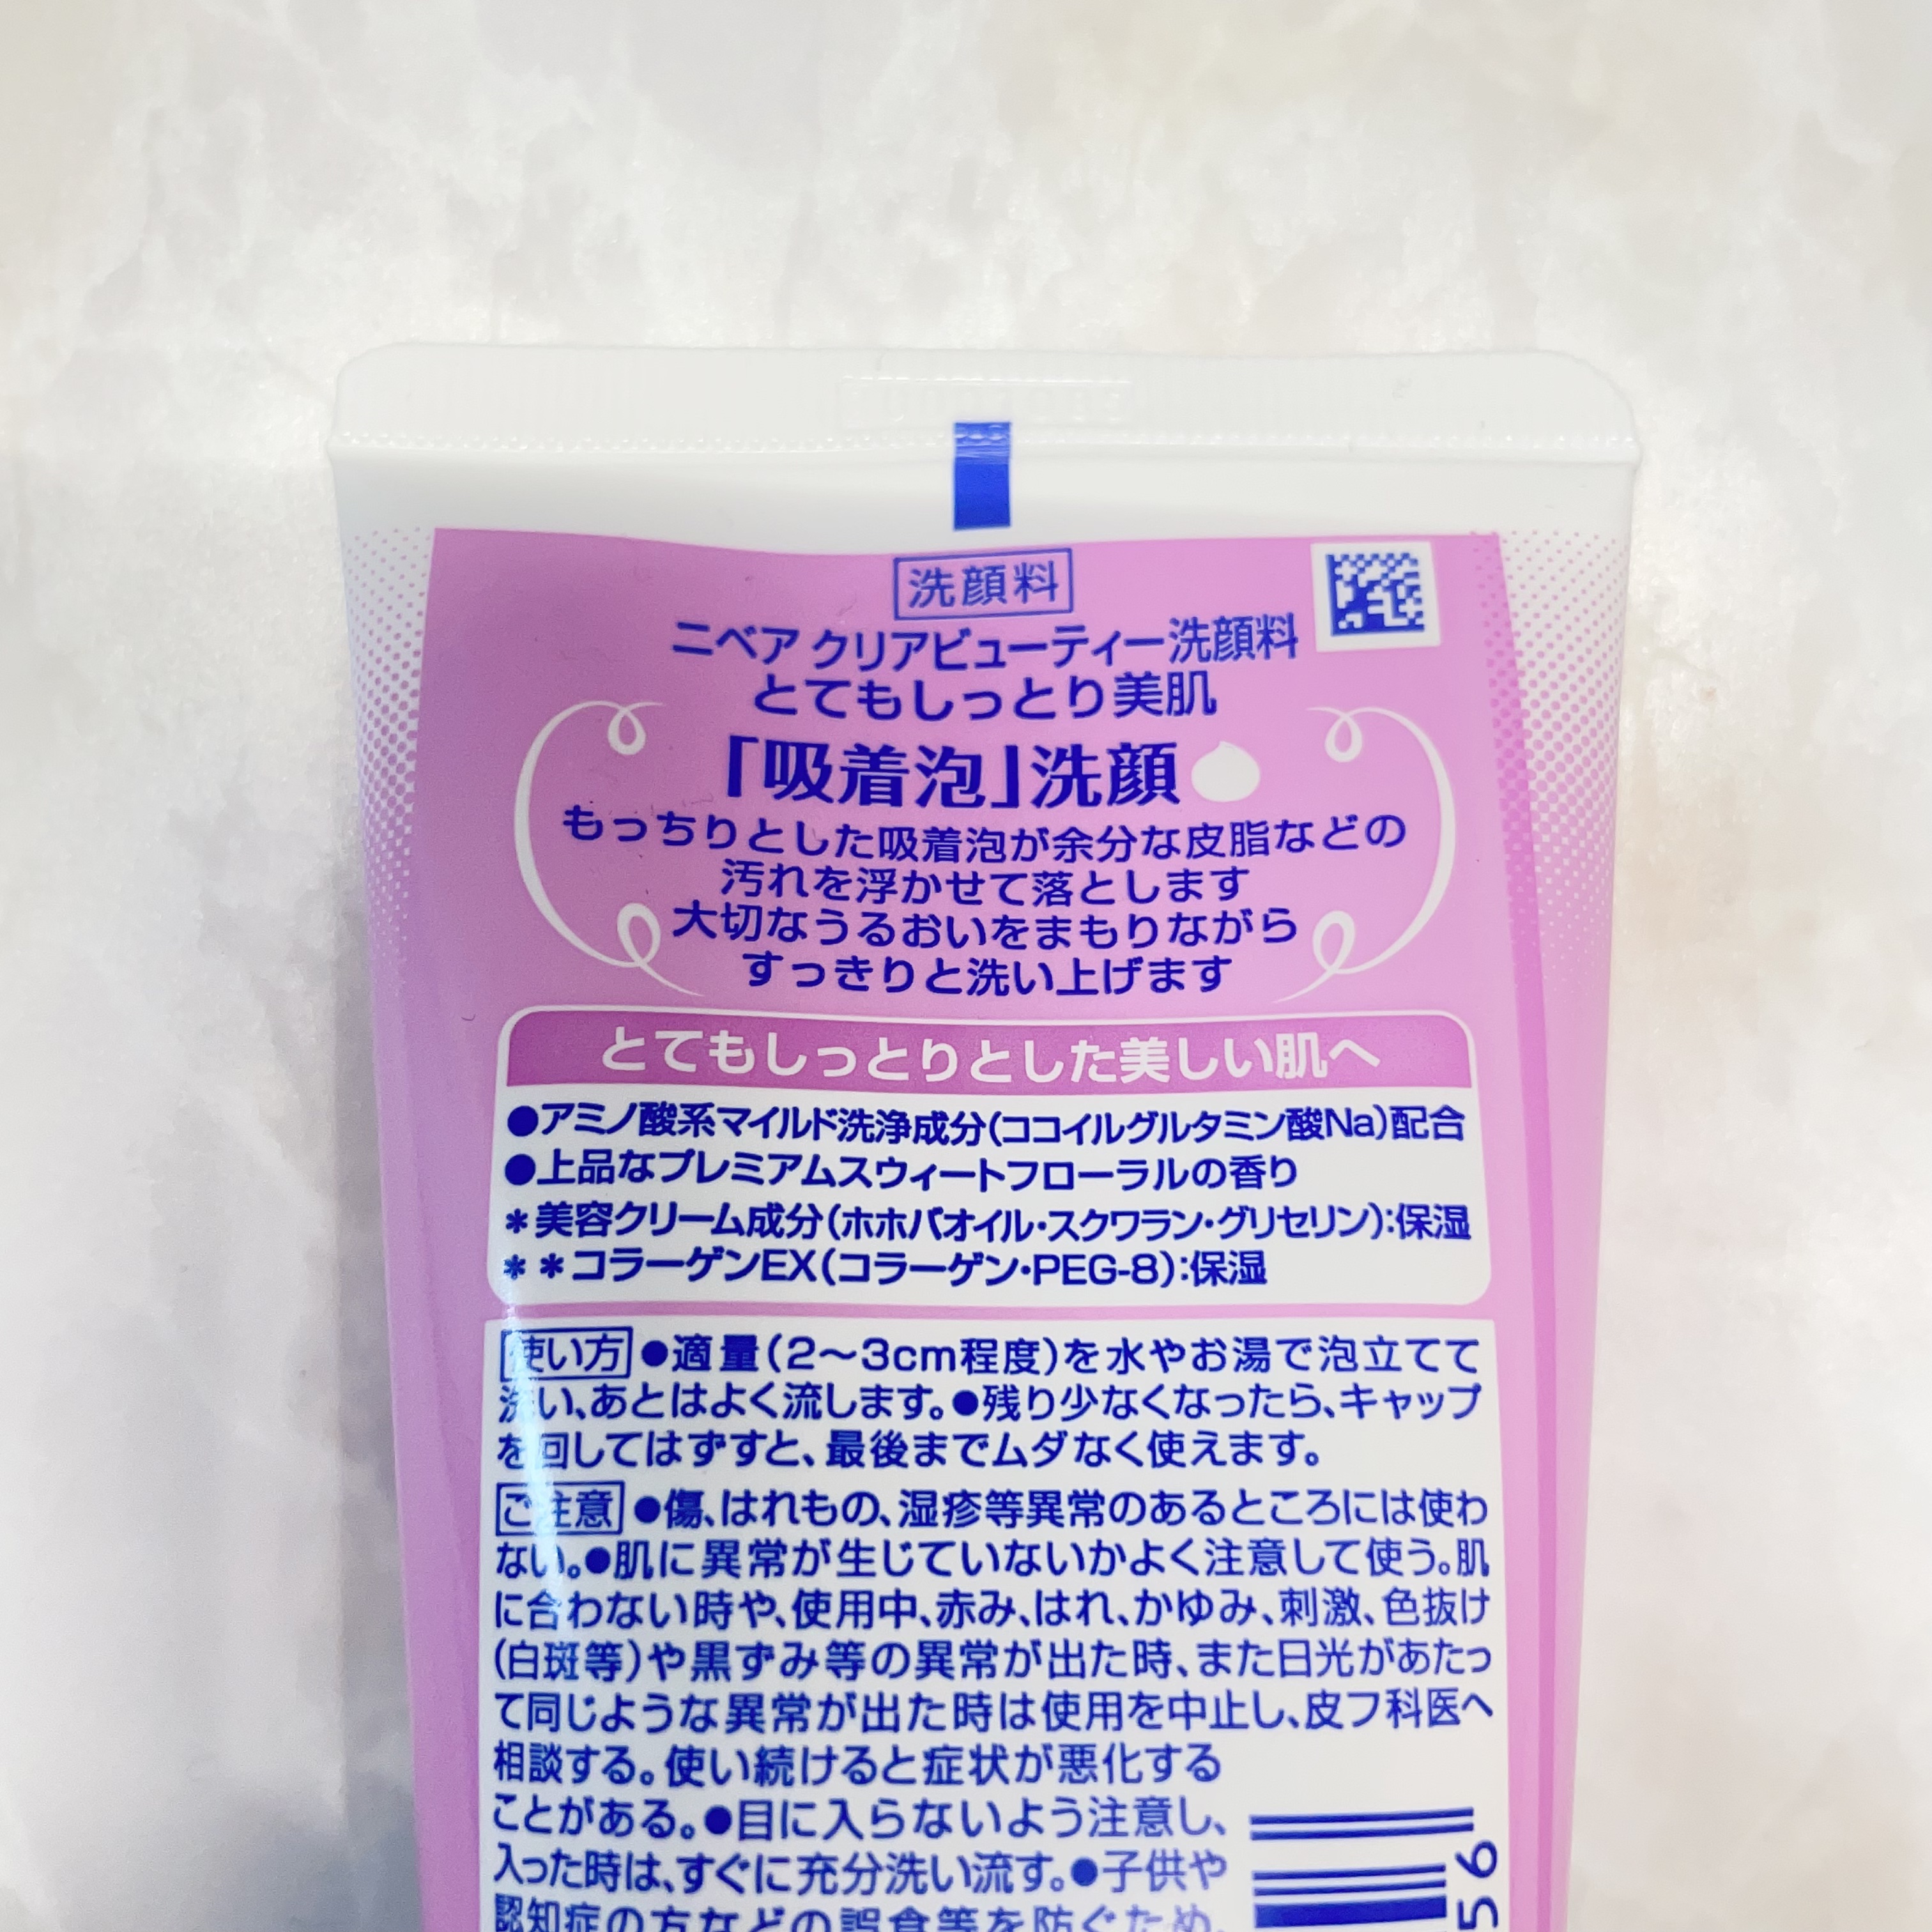 洗顔料
ニベア クリアビューティー洗顔料
とてもしっとり美肌
「吸着泡」洗顔
もっちりとした吸着泡が余分な皮脂などの
汚れを浮かせて落とします
大切なうるおいをまもりながら
すっきりと洗い上げます
とてもしっとりとした美しい肌へ
●アミノ酸系マイルド洗浄成分(ココイルグルタミン酸Na)配合
●上品なプレミアムスウィートフローラルの香り
＊美容クリーム成分(ホホバオイル・スクワラン・グリセリン):保湿
＊＊コラーゲンEX(コラーゲン・PEG-8):保湿
使い方 ●適量(2〜3cm程度)を水やお湯で泡立てて
洗い、あとはよく流します。●残り少なくなったら、キャップ
を回してはずすと、最後までムダなく使えます。
ご注意 ●傷、はれもの、湿疹等異常のあるところには使わ
ない。●肌に異常が生じていないかよく注意して使う。肌
に合わない時や、使用中、赤み、はれ、かゆみ、刺激、色抜け
(白斑等)や黒ずみ等の異常が出た時、また日光があたっ
て同じような異常が出た時は使用を中止し、皮フ科医へ
相談する。使い続けると症状が悪化する
ことがある。●目に入らないよう注意し、
入った時は、すぐに充分洗い流す。●子供や
認知症の方などの誤食等を防ぐため、
56